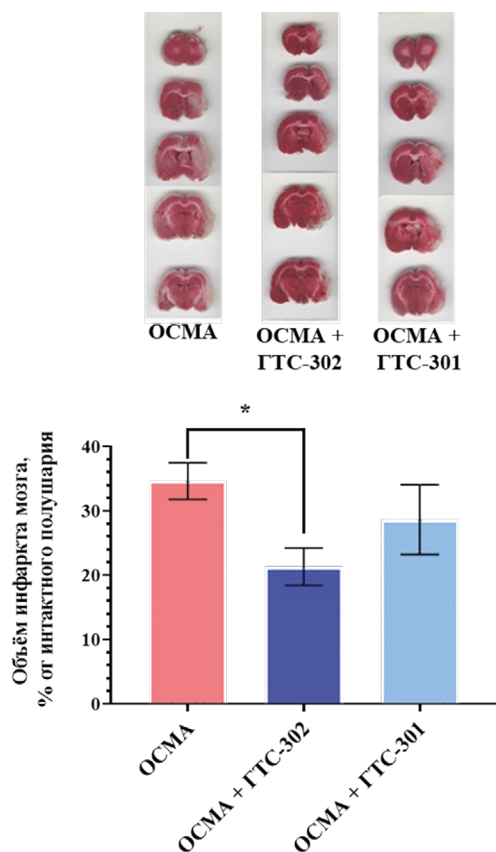 ОСМА
ОСМА +
ГТС-302
ОСМА +
ГТС-301
*
Объём инфаркта мозга,
% от интактного полушария
40
30
20
10
0
ОСМА
ОСМА + ГТС-302
ОСМА + ГТС-301